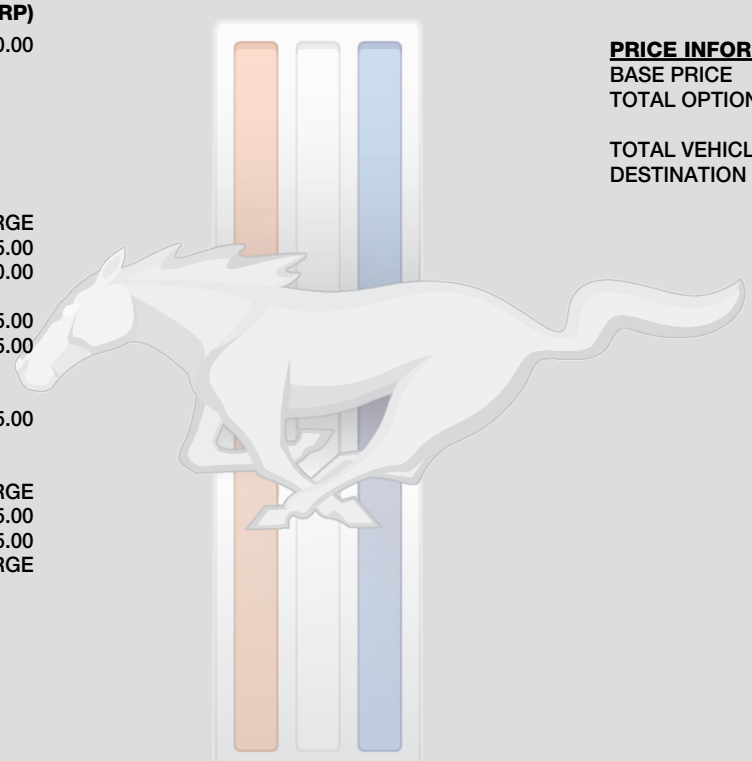 RP)
0.00
RGE
5.00
0.00
5.00
5.00
5.00
RGE
5.00
5.00
RGE
PRICE INFOR
BASE PRICE
TOTAL OPTION
TOTAL VEHICL
DESTINATION